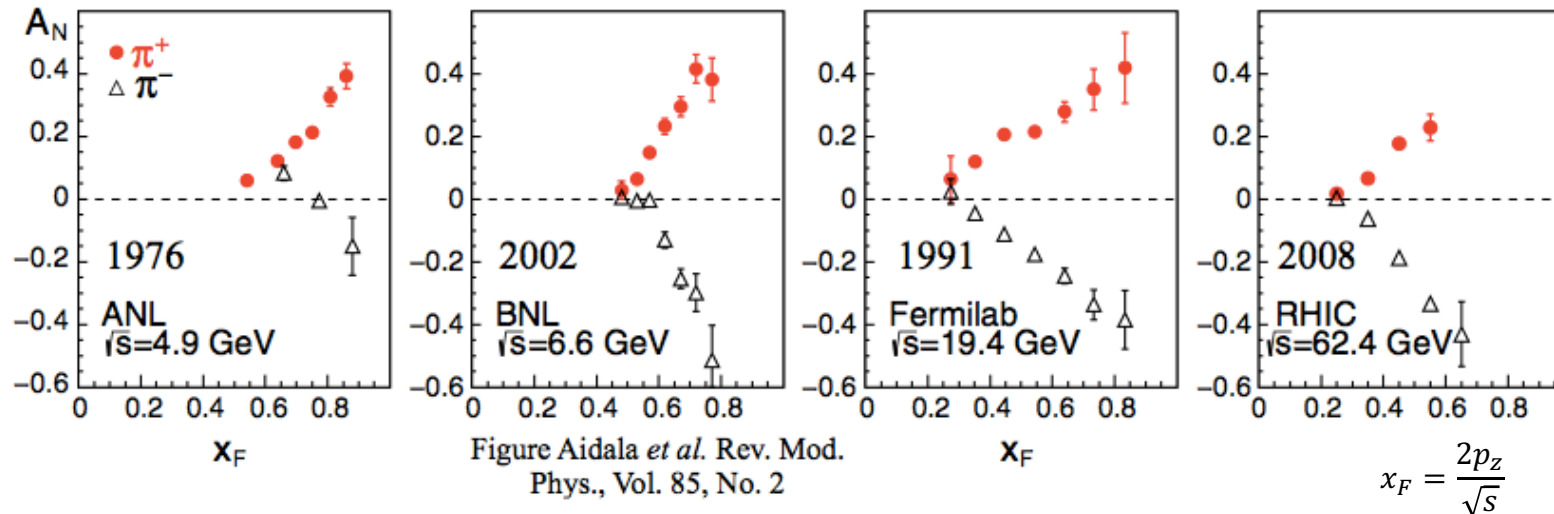 A_N
π⁺
π⁻
0.4
0.2
0
−0.2
−0.4
−0.6
1976
ANL
√s=4.9 GeV
0 0.2 0.4 0.6 0.8
x_F
0.4
0.2
0
−0.2
−0.4
−0.6
2002
BNL
√s=6.6 GeV
0 0.2 0.4 0.6 0.8
0.4
0.2
0
−0.2
−0.4
−0.6
1991
Fermilab
√s=19.4 GeV
0 0.2 0.4 0.6 0.8
x_F
0.4
0.2
0
−0.2
−0.4
−0.6
2008
RHIC
√s=62.4 GeV
0 0.2 0.4 0.6 0.8
Figure Aidala et al. Rev. Mod.
Phys., Vol. 85, No. 2
x_F = 2p_z/√s